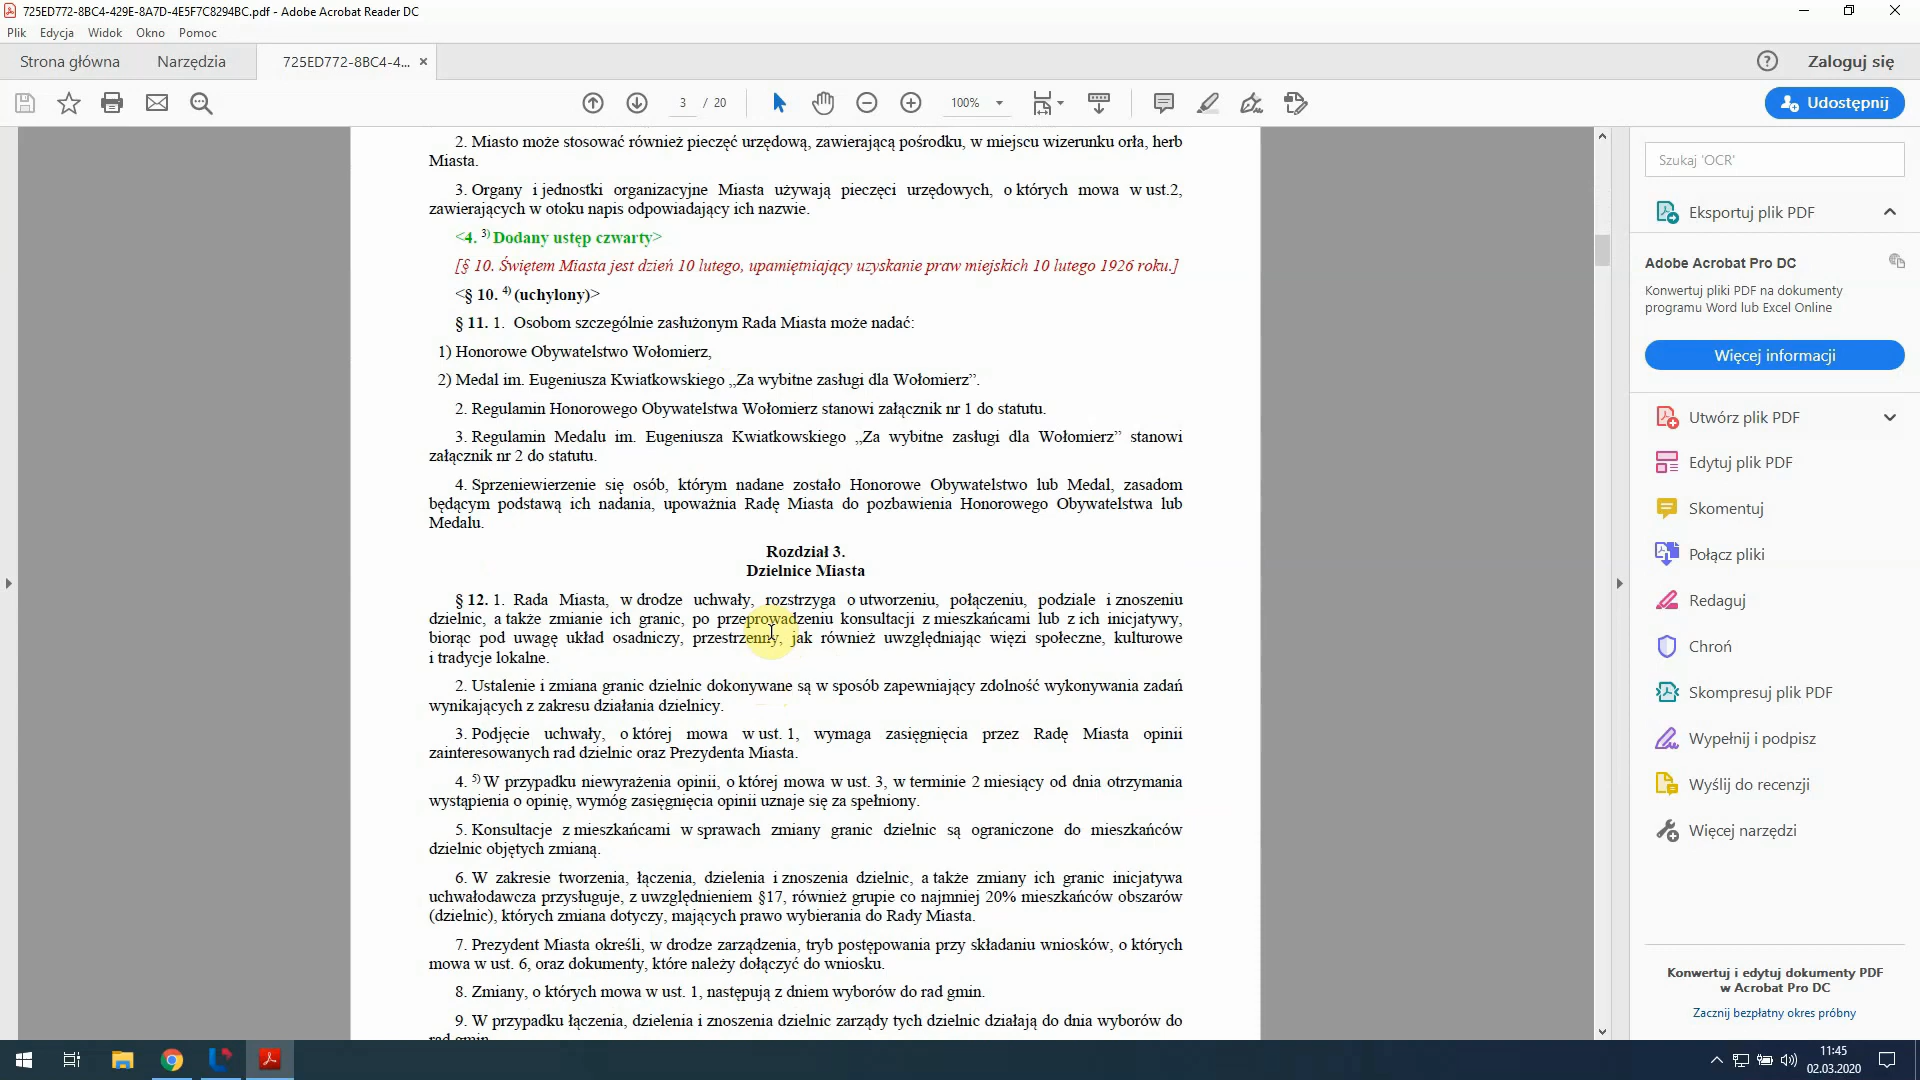 725ED772-8BC4-429E-8A7D-4E5F7C8294BC.pdf - Adobe Acrobat Reader DC
Plik Edycja Widok Okno Pomoc
Strona główna Narzędzia 725ED772-8BC4-4... × Zaloguj się
3 / 20 100% Udostępnij
2. Miasto może stosować również pieczęć urzędową, zawierającą pośrodku, w miejscu wizerunku orła, herb
Miasta.
3. Organy i jednostki organizacyjne Miasta używają pieczęci urzędowych, o których mowa w ust.2,
zawierających w otoku napis odpowiadający ich nazwie.
<4. 3) Dodany ustęp czwarty>
[§ 10. Świętem Miasta jest dzień 10 lutego, upamiętniający uzyskanie praw miejskich 10 lutego 1926 roku.]
<§ 10. 4) (uchylony)>
§ 11. 1. Osobom szczególnie zasłużonym Rada Miasta może nadać:
1) Honorowe Obywatelstwo Wołomierz,
2) Medal im. Eugeniusza Kwiatkowskiego „Za wybitne zasługi dla Wołomierz”.
2. Regulamin Honorowego Obywatelstwa Wołomierz stanowi załącznik nr 1 do statutu.
3. Regulamin Medalu im. Eugeniusza Kwiatkowskiego „Za wybitne zasługi dla Wołomierz” stanowi
załącznik nr 2 do statutu.
4. Sprzeniewierzenie się osób, którym nadane zostało Honorowe Obywatelstwo lub Medal, zasadom
będącym podstawą ich nadania, upoważnia Radę Miasta do pozbawienia Honorowego Obywatelstwa lub
Medalu.
Rozdział 3.
Dzielnice Miasta
§ 12. 1. Rada Miasta, w drodze uchwały, rozstrzyga o utworzeniu, połączeniu, podziale i znoszeniu
dzielnic, a także zmianie ich granic, po przeprowadzeniu konsultacji z mieszkańcami lub z ich inicjatywy,
biorąc pod uwagę układ osadniczy, przestrzenny, jak również uwzględniając więzi społeczne, kulturowe
i tradycje lokalne.
2. Ustalenie i zmiana granic dzielnic dokonywane są w sposób zapewniający zdolność wykonywania zadań
wynikających z zakresu działania dzielnicy.
3. Podjęcie uchwały, o której mowa w ust. 1, wymaga zasięgnięcia przez Radę Miasta opinii
zainteresowanych rad dzielnic oraz Prezydenta Miasta.
4. 5) W przypadku niewyrażenia opinii, o której mowa w ust. 3, w terminie 2 miesiący od dnia otrzymania
wystąpienia o opinię, wymóg zasięgnięcia opinii uznaje się za spełniony.
5. Konsultacje z mieszkańcami w sprawach zmiany granic dzielnic są ograniczone do mieszkańców
dzielnic objętych zmianą.
6. W zakresie tworzenia, łączenia, dzielenia i znoszenia dzielnic, a także zmiany ich granic inicjatywa
uchwałodawcza przysługuje, z uwzględnieniem §17, również grupie co najmniej 20% mieszkańców obszarów
(dzielnic), których zmiana dotyczy, mających prawo wybierania do Rady Miasta.
7. Prezydent Miasta określi, w drodze zarządzenia, tryb postępowania przy składaniu wniosków, o których
mowa w ust. 6, oraz dokumenty, które należy dołączyć do wniosku.
8. Zmiany, o których mowa w ust. 1, następują z dniem wyborów do rad gmin.
9. W przypadku łączenia, dzielenia i znoszenia dzielnic zarządy tych dzielnic działają do dnia wyborów do
rad gmin.
Szukaj 'OCR'
Eksportuj plik PDF
Adobe Acrobat Pro DC
Konwertuj pliki PDF na dokumenty
programu Word lub Excel Online
Więcej informacji
Utwórz plik PDF
Edytuj plik PDF
Skomentuj
Połącz pliki
Redaguj
Chroń
Skompresuj plik PDF
Wypełnij i podpisz
Wyślij do recenzji
Więcej narzędzi
Konwertuj i edytuj dokumenty PDF
w Acrobat Pro DC
Zacznij bezpłatny okres próbny
11:45
02.03.2020